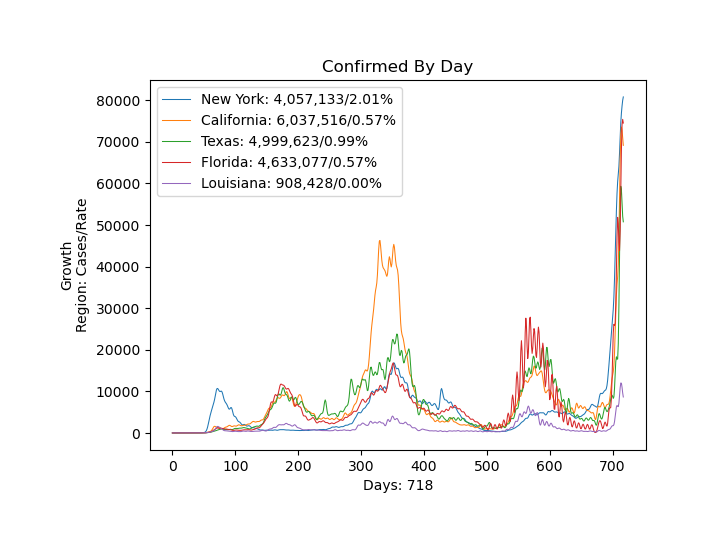 Confirmed By Day
New York: 4,057,133/2.01%
California: 6,037,516/0.57%
Texas: 4,999,623/0.99%
Florida: 4,633,077/0.57%
Louisiana: 908,428/0.00%
80000
70000
60000
50000
40000
30000
20000
10000
0
Growth
Region: Cases/Rate
0 100 200 300 400 500 600 700
Days: 718